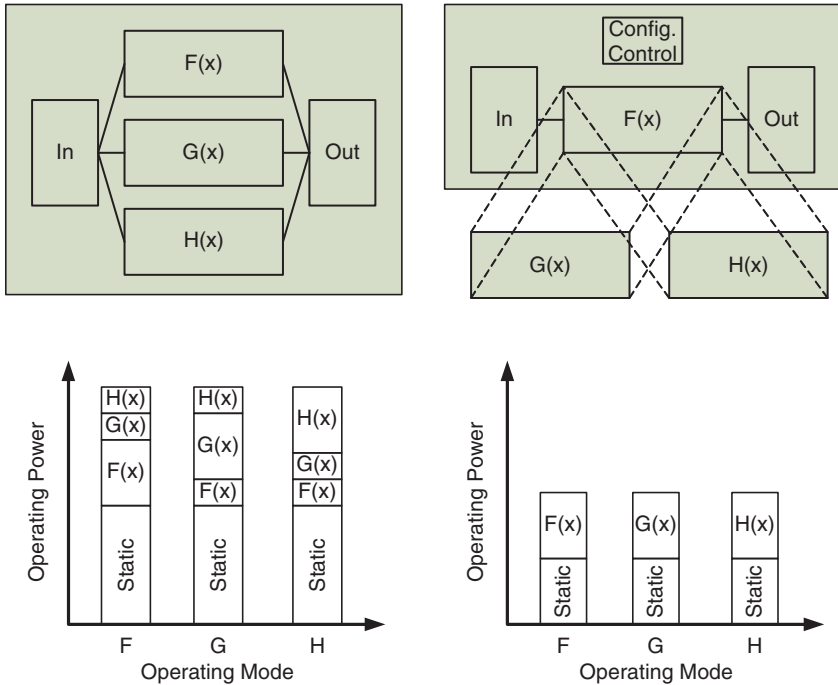 F(x)
In
G(x)
Out
H(x)
Config.
Control
In
F(x)
Out
G(x)
H(x)
Operating Power
H(x)
G(x)
F(x)
Static
H(x)
G(x)
F(x)
Static
H(x)
G(x)
F(x)
Static
F
G
H
Operating Mode
Operating Power
F(x)
Static
G(x)
Static
H(x)
Static
F
G
H
Operating Mode